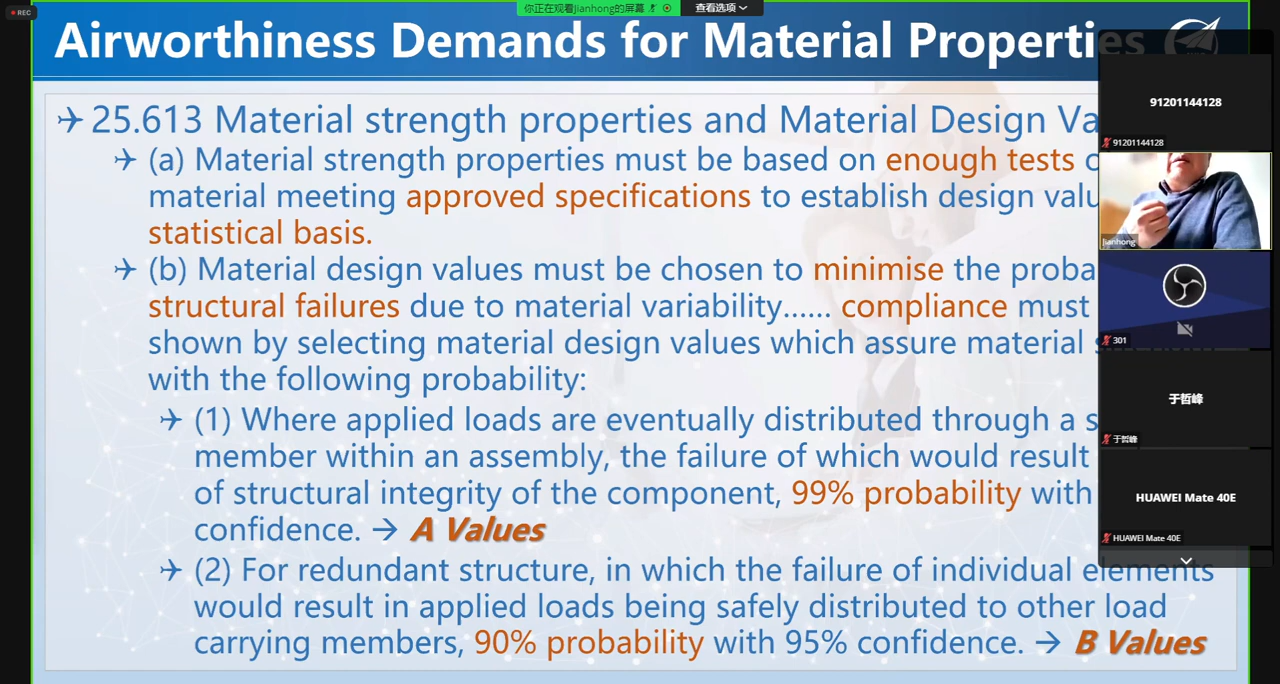 REC
你正在观看Jianhong的屏幕
查看选项
Airworthiness Demands for Material Properties
25.613 Material strength properties and Material Design Va
(a) Material strength properties must be based on enough tests
material meeting approved specifications to establish design valu
statistical basis.
(b) Material design values must be chosen to minimise the proba
structural failures due to material variability...... compliance must
shown by selecting material design values which assure material
with the following probability:
(1) Where applied loads are eventually distributed through a s
member within an assembly, the failure of which would result
of structural integrity of the component, 99% probability with
confidence. → A Values
(2) For redundant structure, in which the failure of individual elements
would result in applied loads being safely distributed to other load
carrying members, 90% probability with 95% confidence. → B Values
91201144128
91201144128
Jianhong
301
于哲峰
于哲峰
HUAWEI Mate 40E
HUAWEI Mate 40E